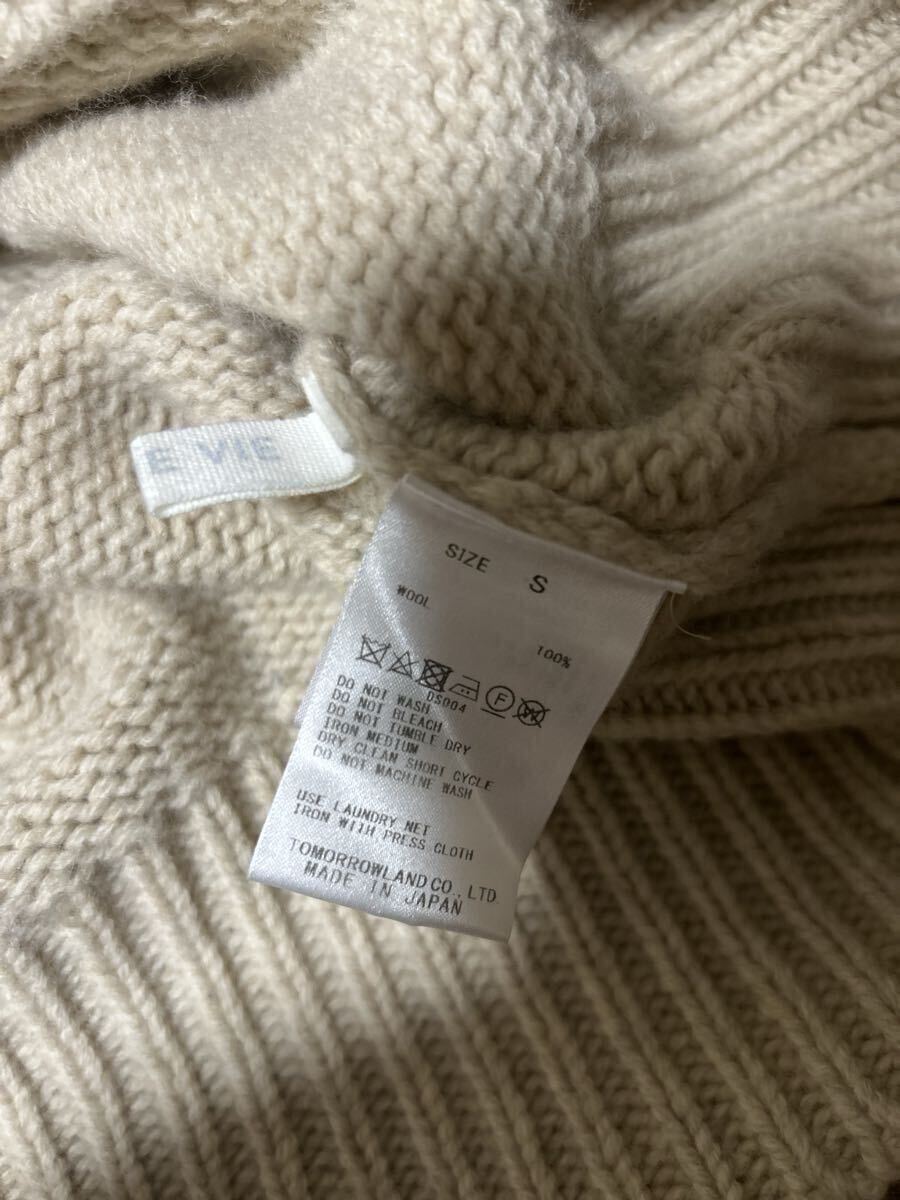 E VIE
SIZE S
WOOL
100%
F W
DS004
DO NOT WASH
DO NOT BLEACH
DO NOT TUMBLE DRY
IRON MEDIUM
DRY CLEAN SHORT CYCLE
DO NOT MACHINE WASH
USE LAUNDRY NET
IRON WITH PRESS CLOTH
TOMORROWLAND CO., LTD.
MADE IN JAPAN